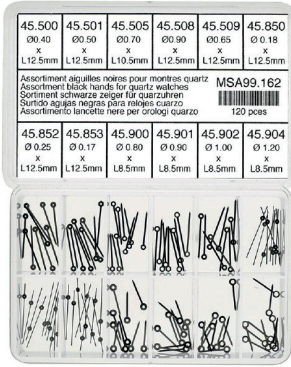 45.500 45.501 45.505 45.508 45.909 45.850
Ø0.40 Ø0.50 Ø0.70 Ø0.90 Ø0.65 Ø 0.18
x x x x x x
L12.5mm L12.5mm L10.5mm L12.5mm L12.5mm L12.5mm
Assortiment aiguilles noires pour montres quartz
Assortment black hands for quartz watches
Sortiment schwarze zeiger für quarzuhren
Surtido agujas negras para relojes cuarzo
Assortimento lancette nere per orologi quarzo
MSA99.162
120 pces
45.852 45.853 45.900 45.901 45.902 45.904
Ø 0.25 Ø 0.17 Ø 0.80 Ø 0.90 Ø 1.00 Ø 1.20
x x x x x x
L12.5mm L12.5mm L8.5mm L8.5mm L8.5mm L8.5mm